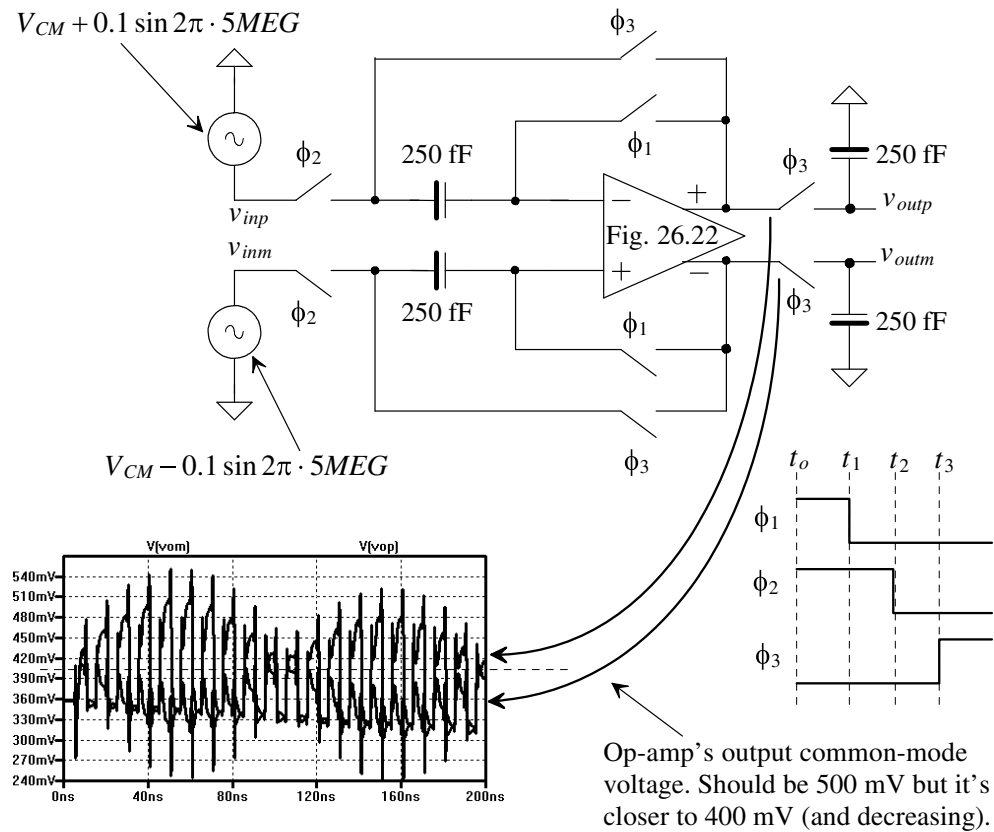 V_CM + 0.1 sin 2π · 5MEG
ϕ3
ϕ1
ϕ2
250 fF
ϕ3
250 fF
v_inp
−
+
v_outp
Fig. 26.22
v_inm
+
−
v_outm
ϕ2
250 fF
ϕ1
ϕ3
250 fF
V_CM − 0.1 sin 2π · 5MEG
ϕ3
t_o t_1 t_2 t_3
ϕ1
ϕ2
ϕ3
V(vom) V(vop)
540mV
510mV
480mV
450mV
420mV
390mV
360mV
330mV
300mV
270mV
240mV
0ns 40ns 80ns 120ns 160ns 200ns
Op-amp's output common-mode
voltage. Should be 500 mV but it's
closer to 400 mV (and decreasing).